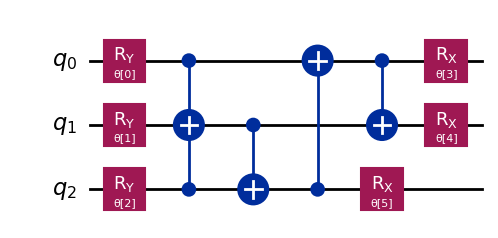 q0 RY θ[0] RX θ[3]
q1 RY θ[1] RX θ[4]
q2 RY θ[2] RX θ[5]